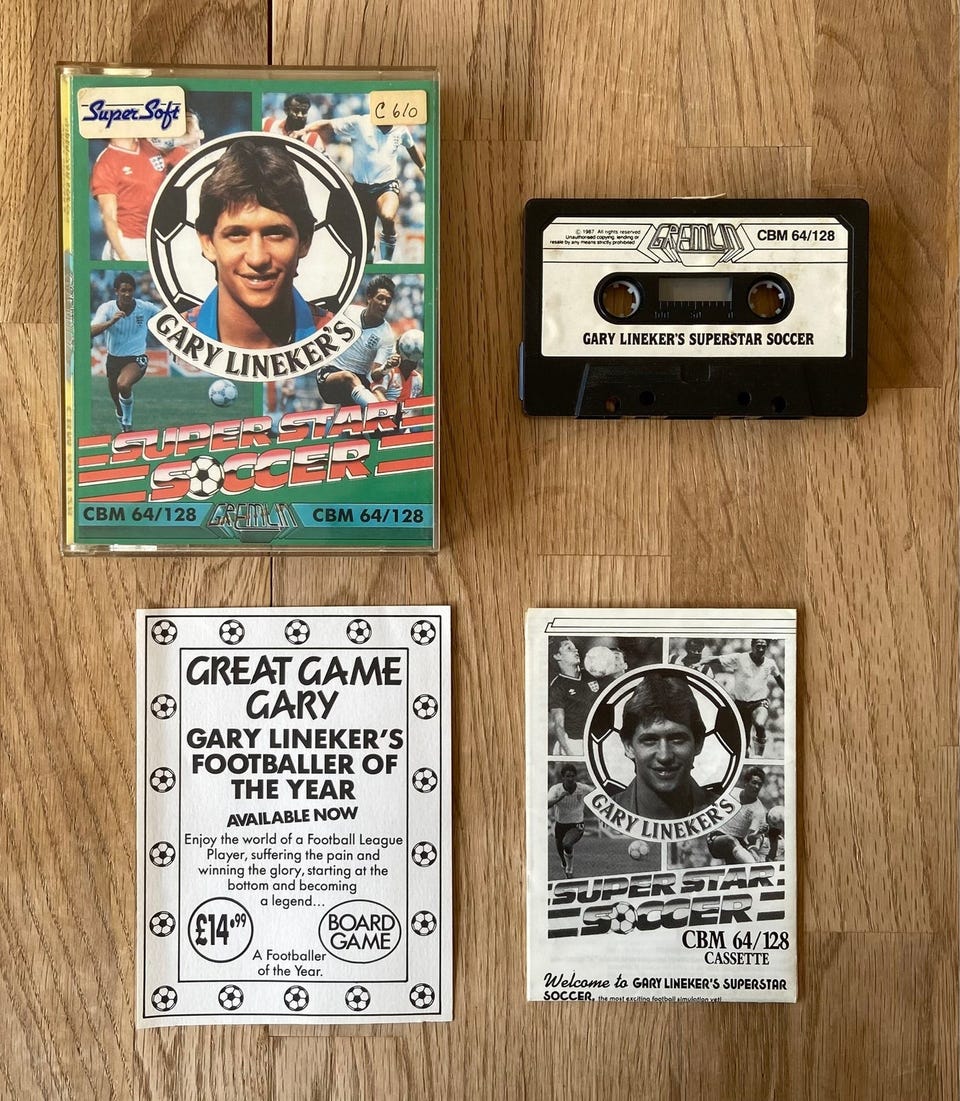 Super Soft
C 6/0
GARY LINEKER'S
SUPER STAR
SOCCER
CBM 64/128
GREMLIN
CBM 64/128
© 1987 All rights reserved
Unauthorised copying, lending or
resale by any means strictly prohibited
GREMLIN
CBM 64/128
GARY LINEKER'S SUPERSTAR SOCCER
GREAT GAME
GARY
GARY LINEKER'S
FOOTBALLER OF
THE YEAR
AVAILABLE NOW
Enjoy the world of a Football League
Player, suffering the pain and
winning the glory, starting at the
bottom and becoming
a legend...
£14.99
BOARD
GAME
A Footballer
of the Year.
GARY LINEKER'S
SUPER STAR
SOCCER
CBM 64/128
CASSETTE
Welcome to GARY LINEKER'S SUPERSTAR
SOCCER, the most exciting football simulation yet!